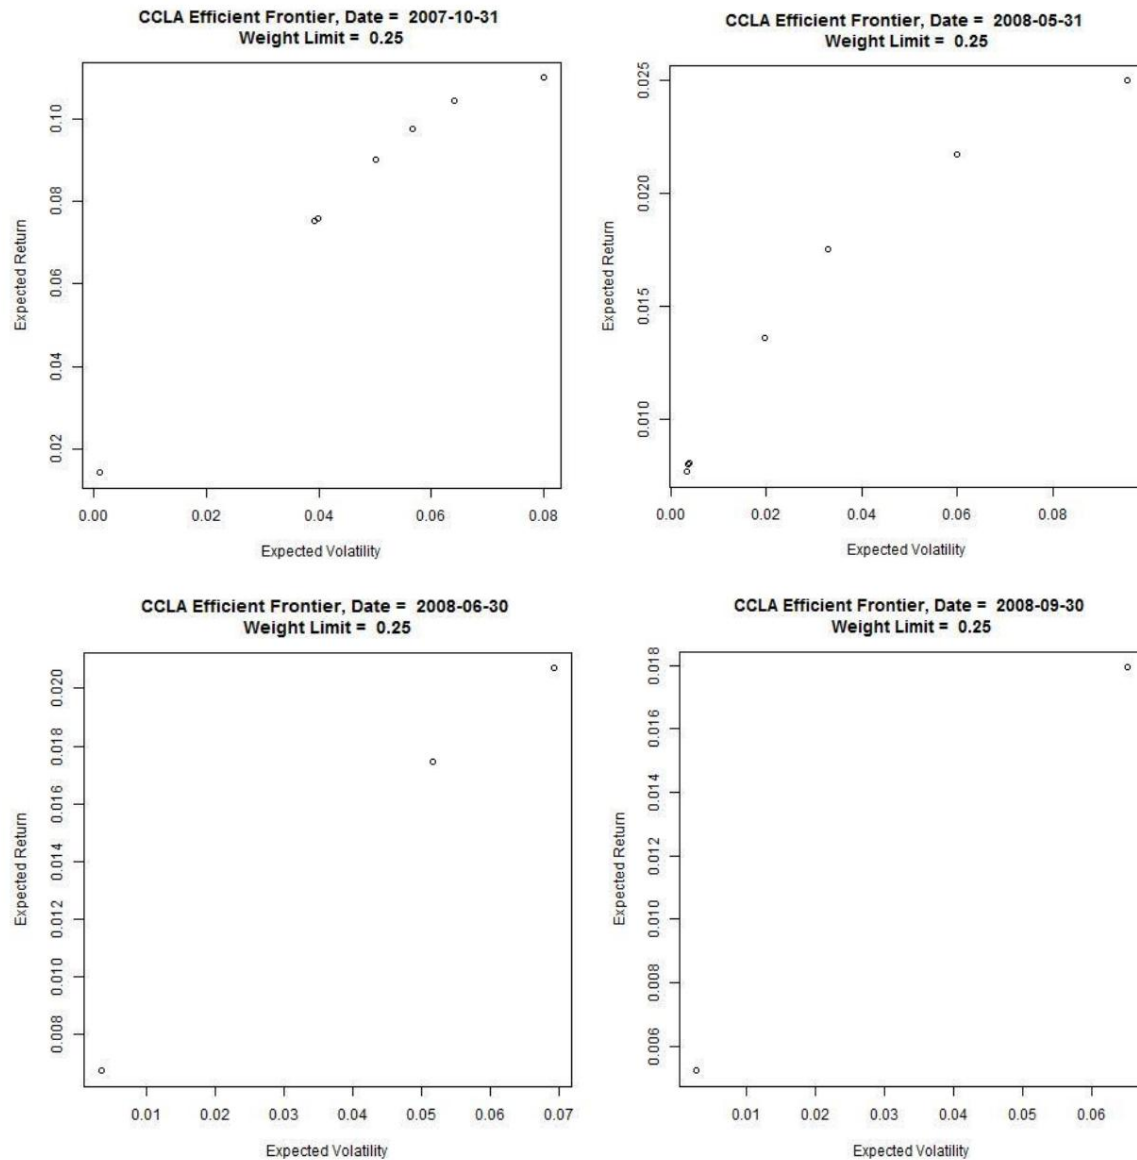 CCLA Efficient Frontier, Date = 2007-10-31
Weight Limit = 0.25
Expected Return
0.10
0.08
0.06
0.04
0.02
0.00 0.02 0.04 0.06 0.08
Expected Volatility
CCLA Efficient Frontier, Date = 2008-05-31
Weight Limit = 0.25
Expected Return
0.025
0.020
0.015
0.010
0.00 0.02 0.04 0.06 0.08
Expected Volatility
CCLA Efficient Frontier, Date = 2008-06-30
Weight Limit = 0.25
Expected Return
0.020
0.018
0.016
0.014
0.012
0.010
0.008
0.01 0.02 0.03 0.04 0.05 0.06 0.07
Expected Volatility
CCLA Efficient Frontier, Date = 2008-09-30
Weight Limit = 0.25
Expected Return
0.018
0.016
0.014
0.012
0.010
0.008
0.006
0.01 0.02 0.03 0.04 0.05 0.06
Expected Volatility